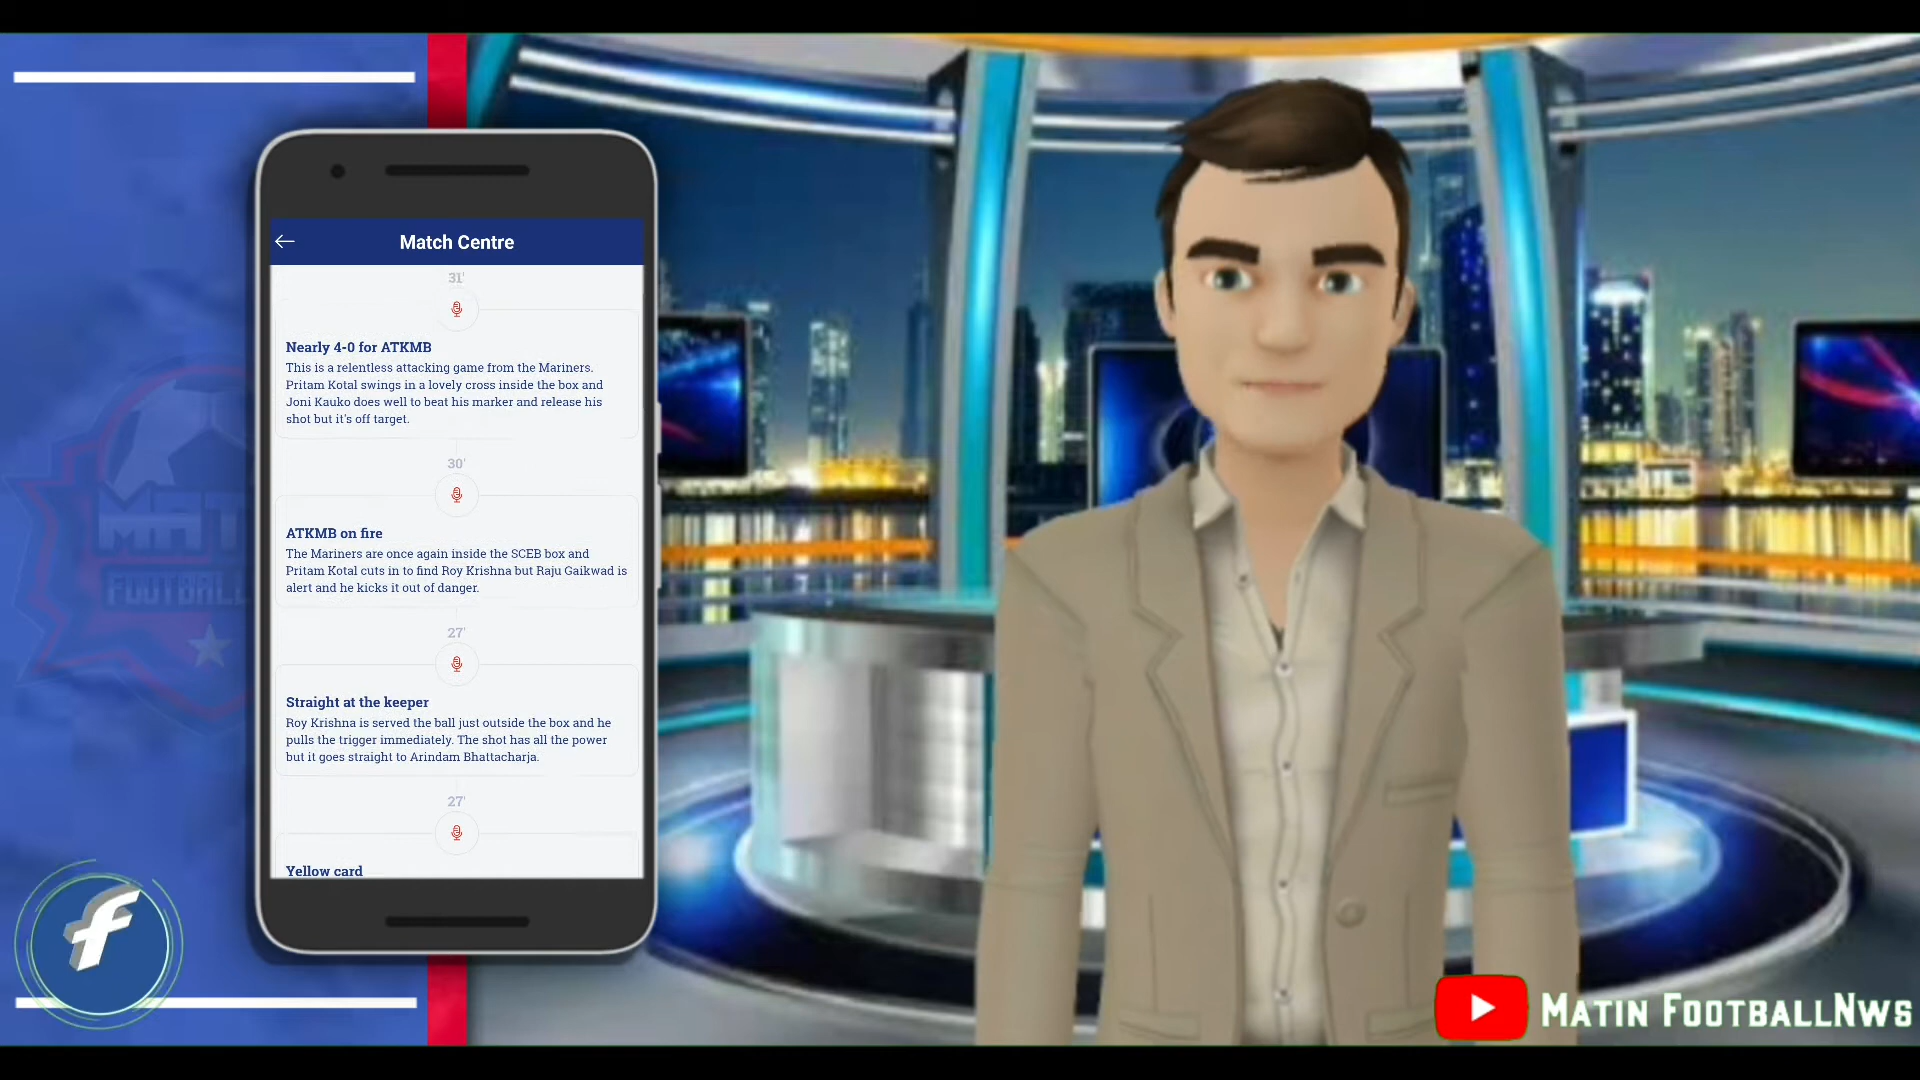 Match Centre
31'
Nearly 4-0 for ATKMB
This is a relentless attacking game from the Mariners.
Pritam Kotal swings in a lovely cross inside the box and
Joni Kauko does well to beat his marker and release his
shot but it's off target.
30'
ATKMB on fire
The Mariners are once again inside the SCEB box and
Pritam Kotal cuts in to find Roy Krishna but Raju Gaikwad is
alert and he kicks it out of danger.
27'
Straight at the keeper
Roy Krishna is served the ball just outside the box and he
pulls the trigger immediately. The shot has all the power
but it goes straight to Arindam Bhattacharja.
27'
Yellow card
MAT
FOOTBALL
f
MATIN FOOTBALLNWS